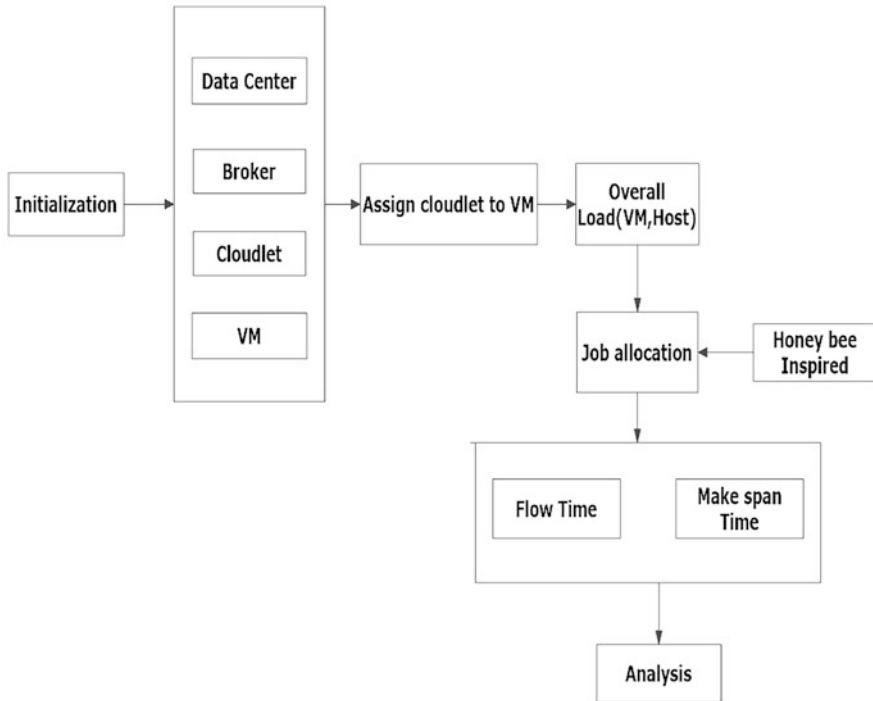 Data Center
Broker
Initialization
Cloudlet
VM
Assign cloudlet to VM
Overall
Load(VM,Host)
Job allocation
Honey bee
Inspired
Flow Time
Make span
Time
Analysis